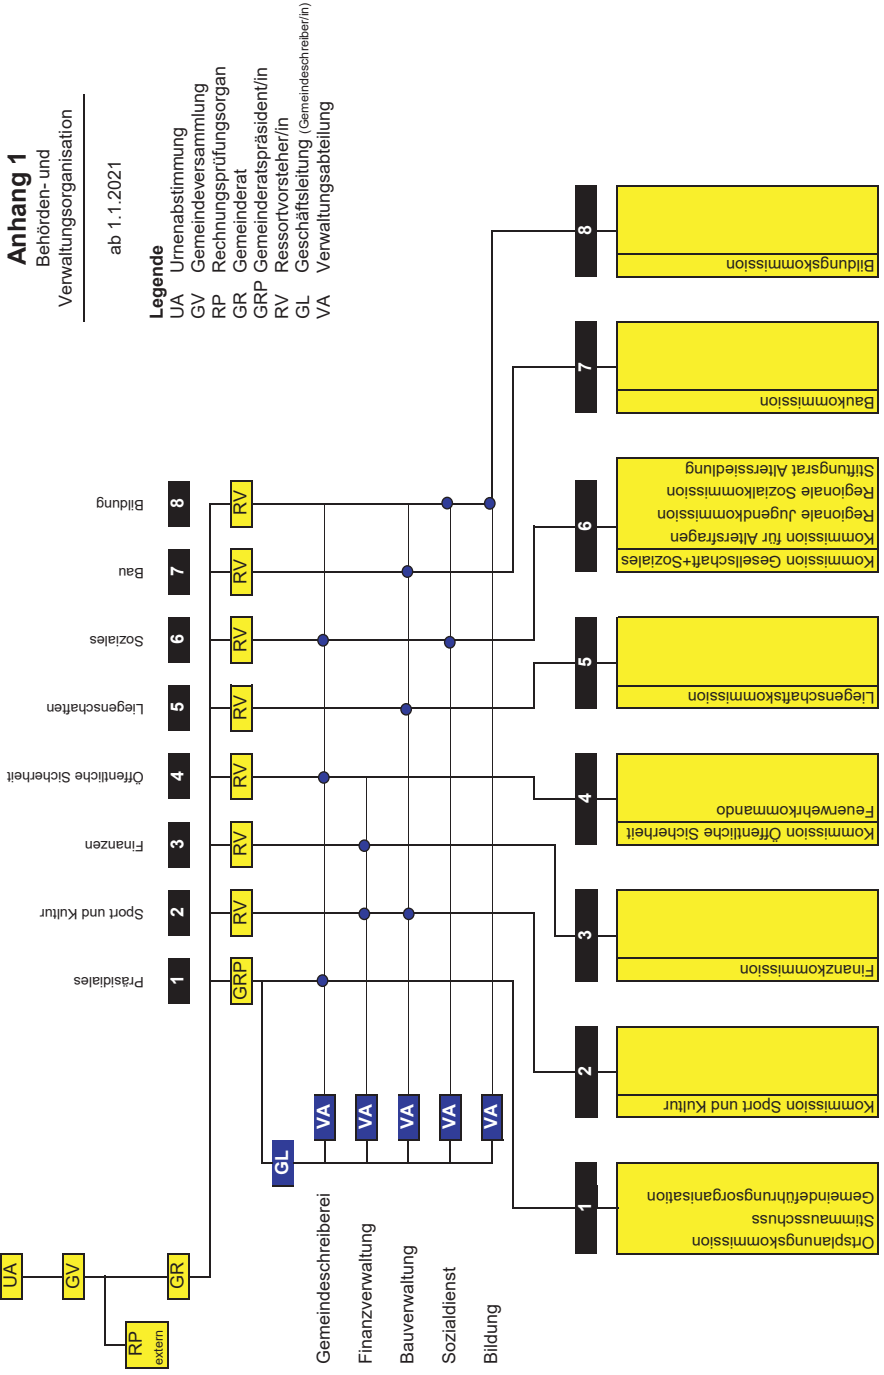 Anhang 1
Behörden- und
Verwaltungsorganisation
ab 1.1.2021
Legende
UA Urnenabstimmung
GV Gemeindeversammlung
RP Rechnungsprüfungsorgan
GR Gemeinderat
GRP Gemeinderatspräsident/in
RV Ressortvorsteher/in
GL Geschäftsleitung (Gemeindeschreiber/in)
VA Verwaltungsabteilung
UA
GV
RP
extern
GR
Präsidiales
Sport und Kultur
Finanzen
Öffentliche Sicherheit
Liegenschaften
Soziales
Bau
Bildung
1
2
3
4
5
6
7
8
GRP
RV
RV
RV
RV
RV
RV
RV
GL
Gemeindeschreiberei
VA
Finanzverwaltung
VA
Bauverwaltung
VA
Sozialdienst
VA
Bildung
VA
1
Gemeindeführungsorganisation
Stimmausschuss
Ortsplanungskommission
2
Kommission Sport und Kultur
3
Finanzkommission
4
Feuerwehrkommando
Kommission Öffentliche Sicherheit
5
Liegenschaftskommission
6
Stiftungsrat Alterssiedlung
Regionale Sozialkommission
Regionale Jugendkommission
Kommission für Altersfragen
Kommission Gesellschaft+Soziales
7
Baukommission
8
Bildungskommission